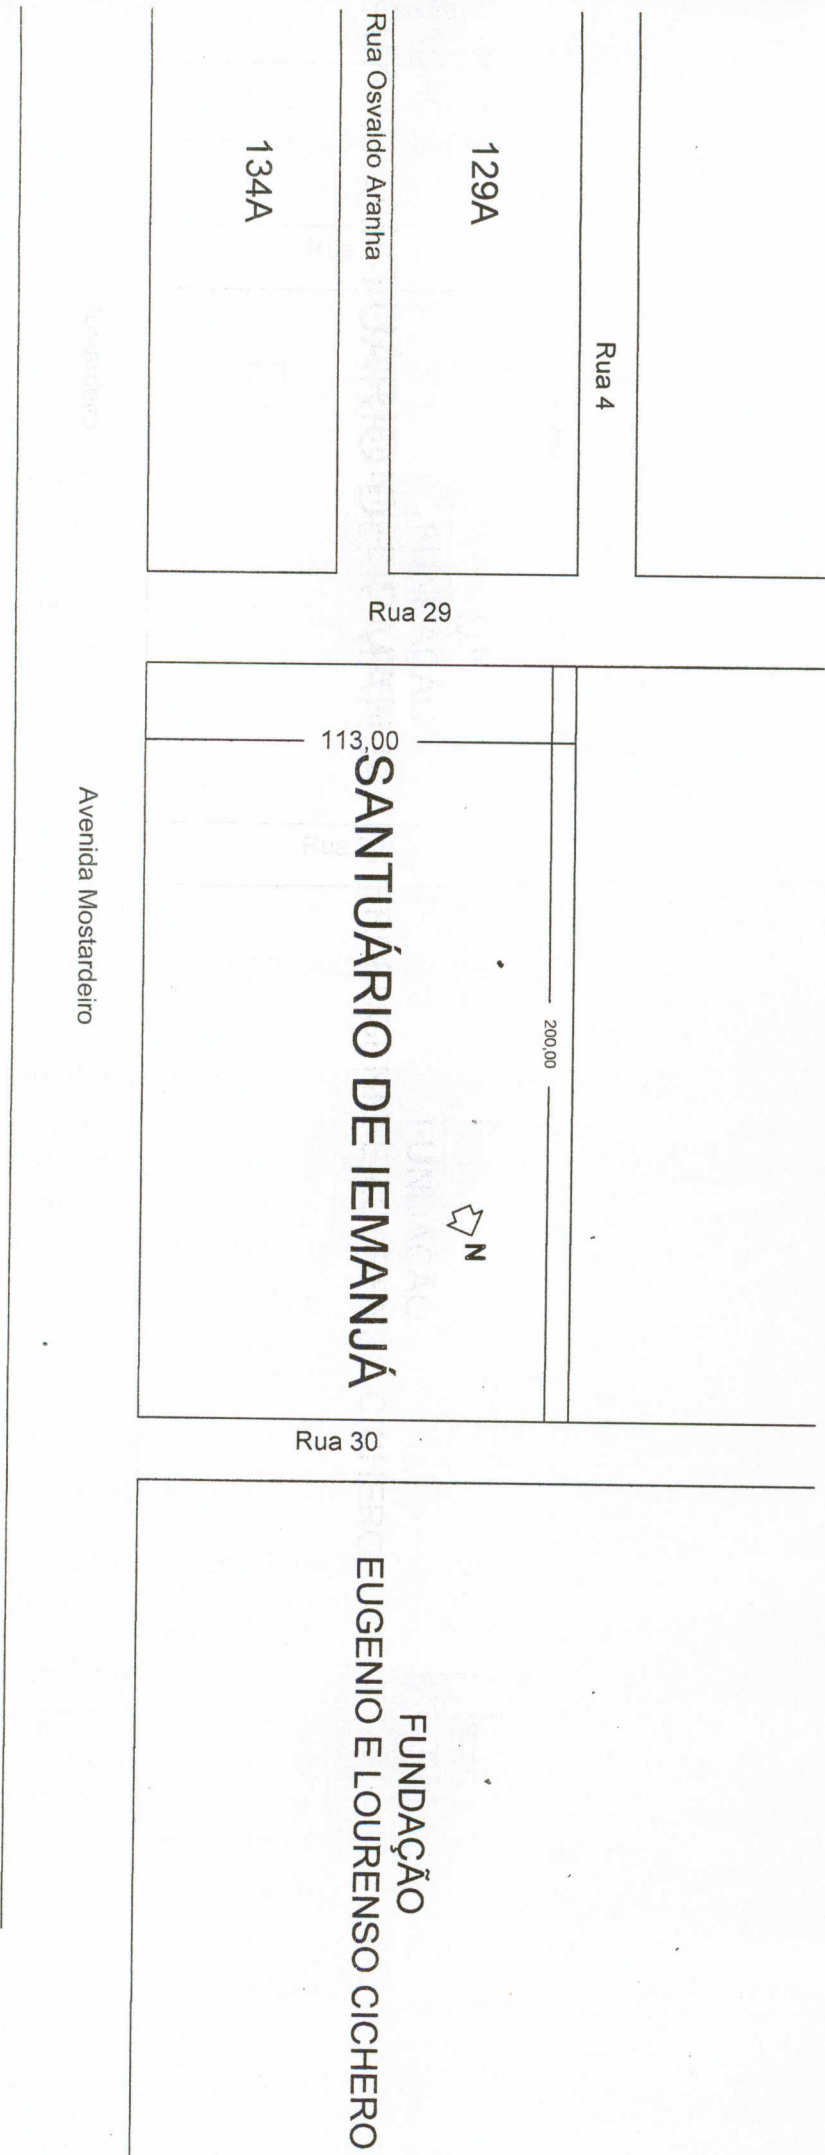 Rua 4
129A
Rua Osvaldo Aranha
134A
Rua 29
113,00
200,00
SANTUÁRIO DE IEMANJÁ
N
Avenida Mostardeiro
Rua 30
FUNDAÇÃO
EUGENIO E LOURENSO CICHERO